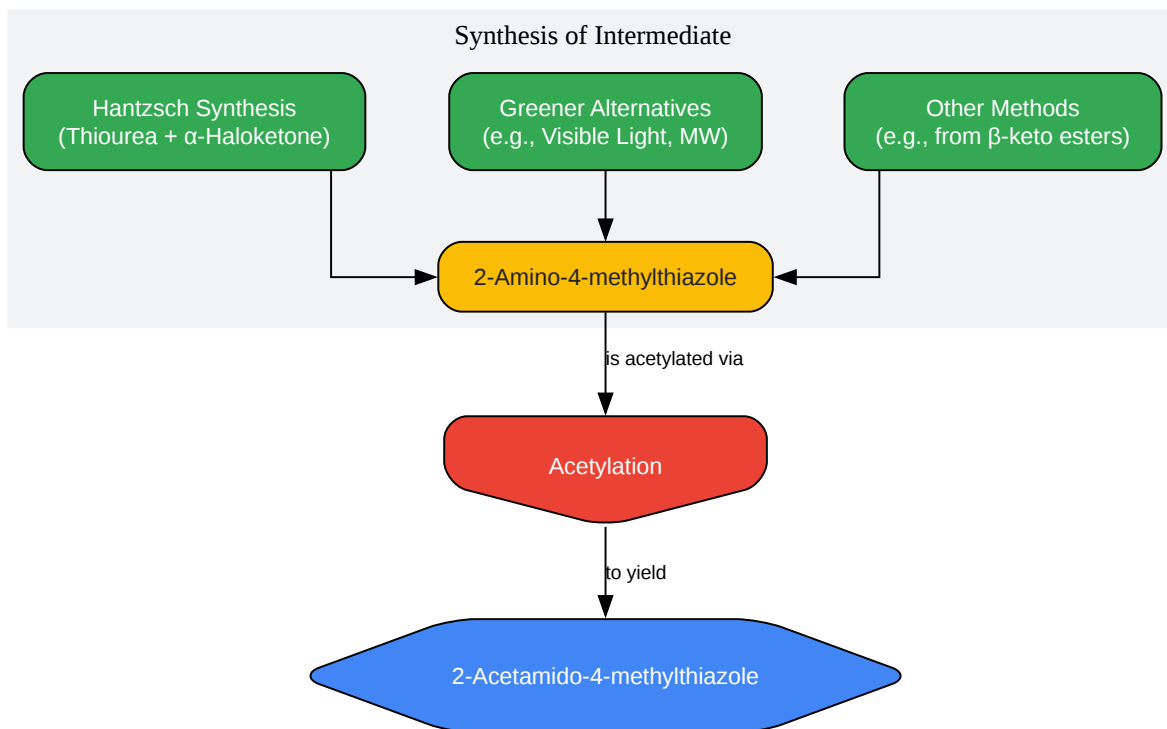 Synthesis of Intermediate
Hantzsch Synthesis
(Thiourea + α-Haloketone)
Greener Alternatives
(e.g., Visible Light, MW)
Other Methods
(e.g., from β-keto esters)
2-Amino-4-methylthiazole
is acetylated via
Acetylation
to yield
2-Acetamido-4-methylthiazole